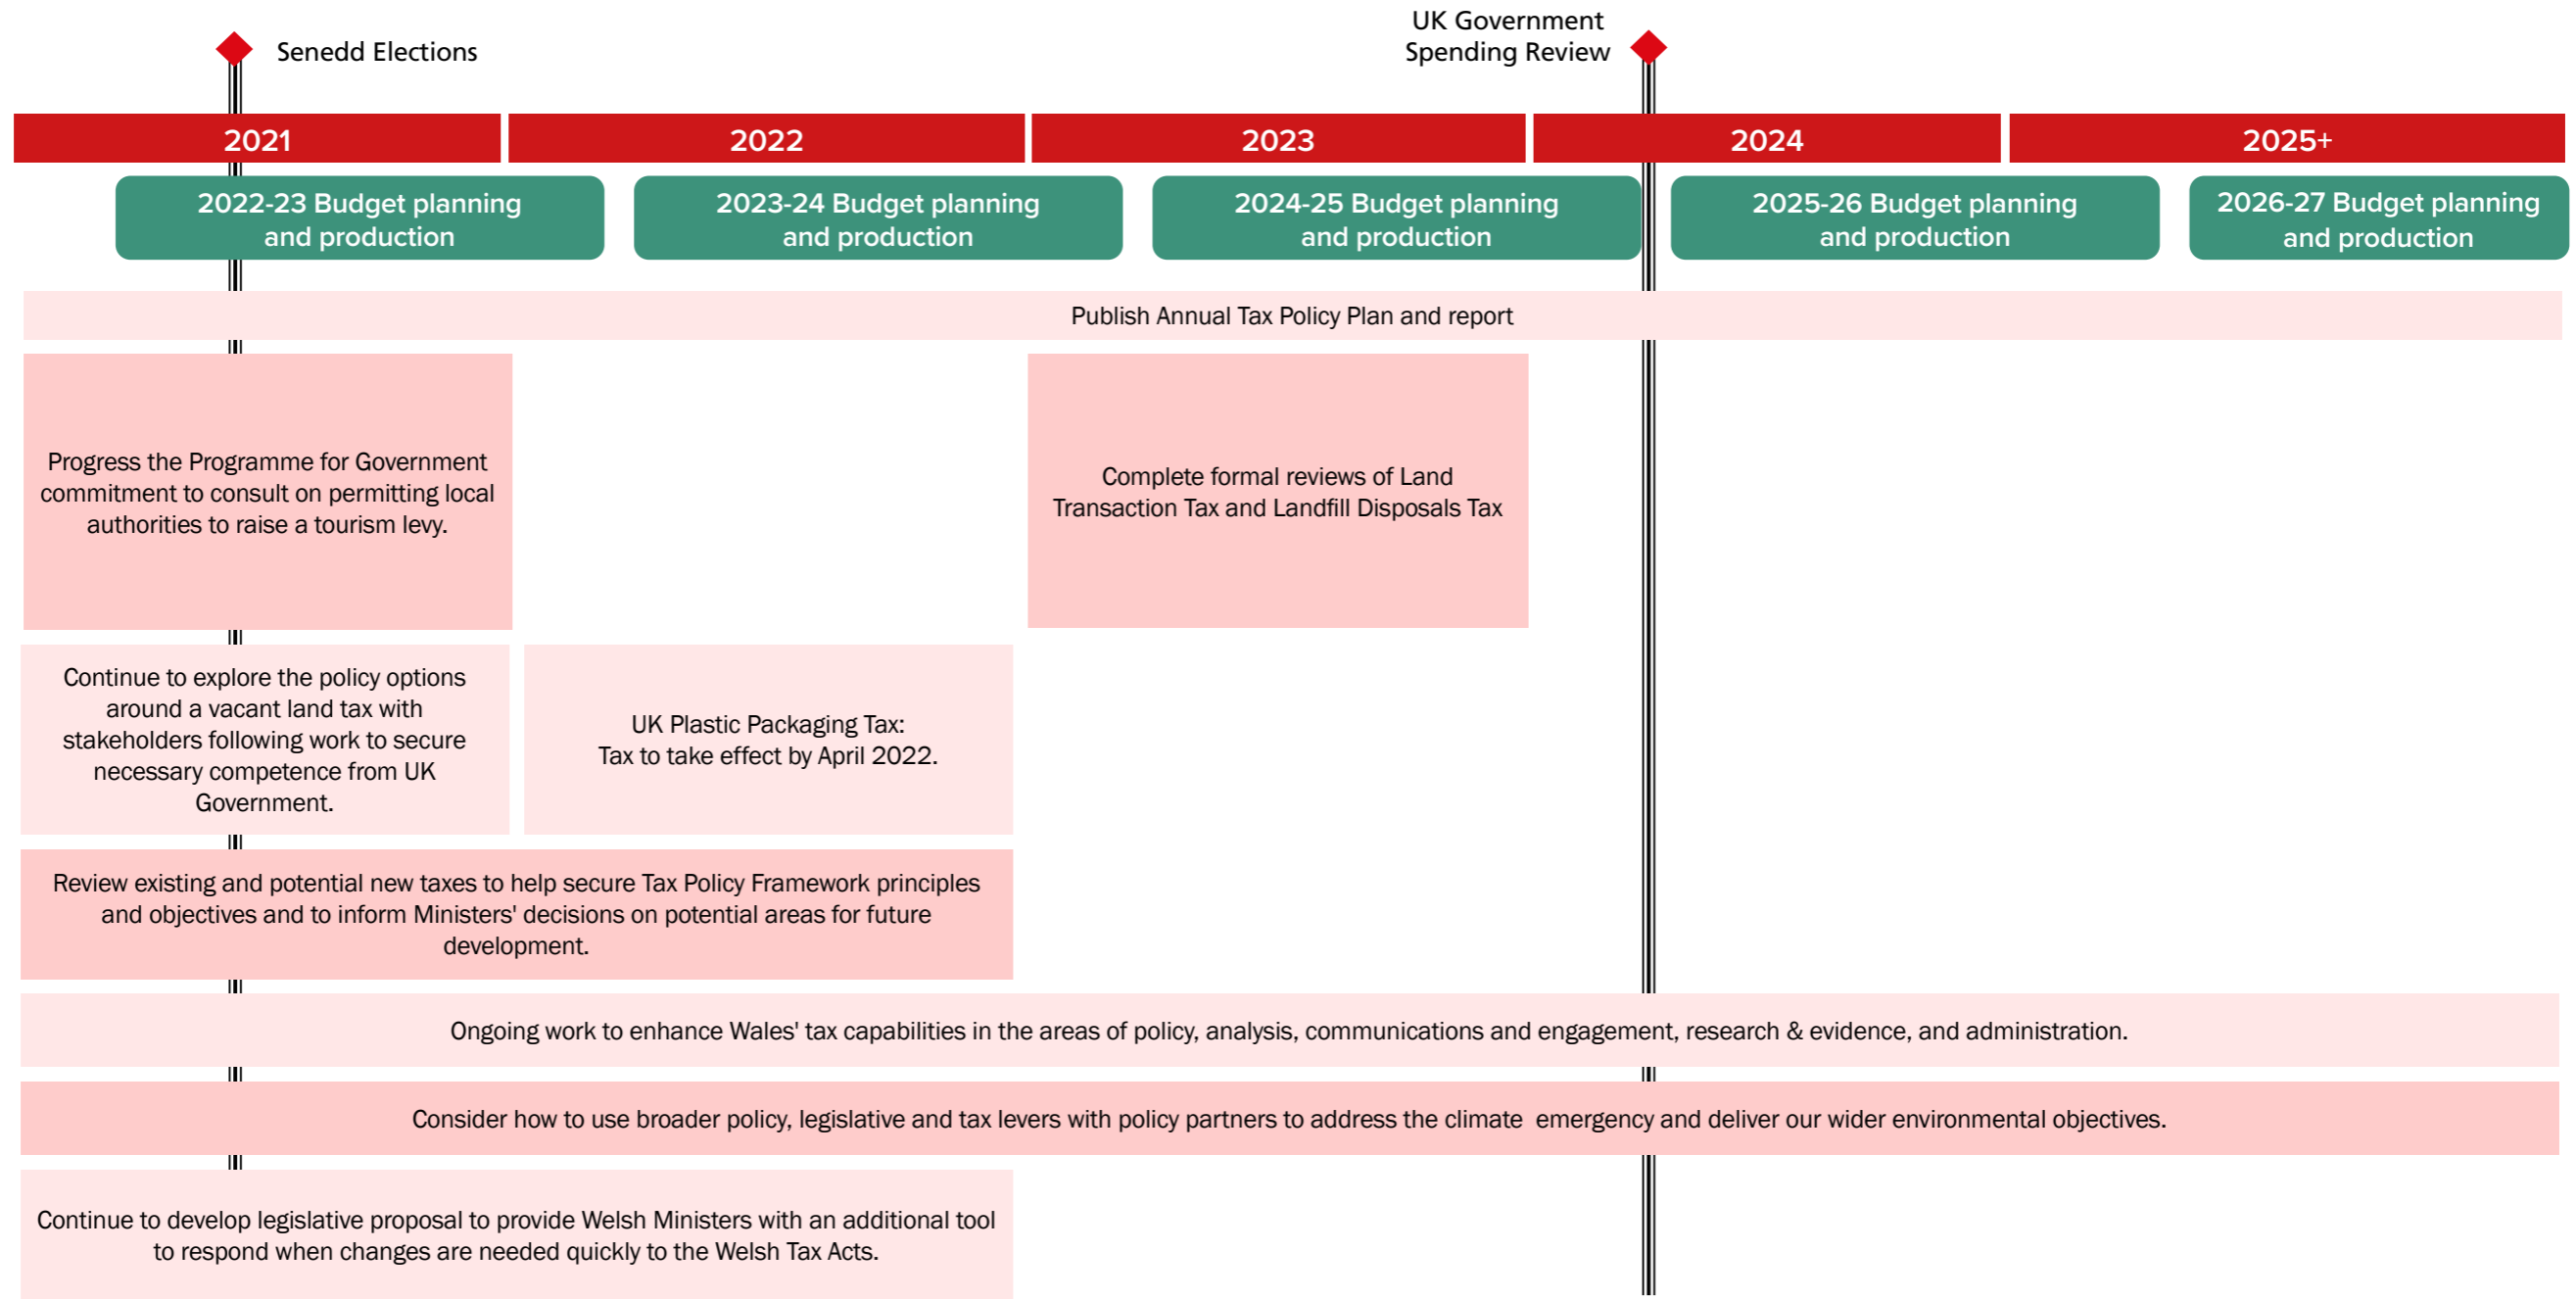 Senedd Elections
UK Government
Spending Review
2021
2022
2023
2024
2025+
2022-23 Budget planning
and production
2023-24 Budget planning
and production
2024-25 Budget planning
and production
2025-26 Budget planning
and production
2026-27 Budget planning
and production
Publish Annual Tax Policy Plan and report
Progress the Programme for Government
commitment to consult on permitting local
authorities to raise a tourism levy.
Complete formal reviews of Land
Transaction Tax and Landfill Disposals Tax
Continue to explore the policy options
around a vacant land tax with
stakeholders following work to secure
necessary competence from UK
Government.
UK Plastic Packaging Tax:
Tax to take effect by April 2022.
Review existing and potential new taxes to help secure Tax Policy Framework principles
and objectives and to inform Ministers' decisions on potential areas for future
development.
Ongoing work to enhance Wales' tax capabilities in the areas of policy, analysis, communications and engagement, research & evidence, and administration.
Consider how to use broader policy, legislative and tax levers with policy partners to address the climate  emergency and deliver our wider environmental objectives.
Continue to develop legislative proposal to provide Welsh Ministers with an additional tool
to respond when changes are needed quickly to the Welsh Tax Acts.